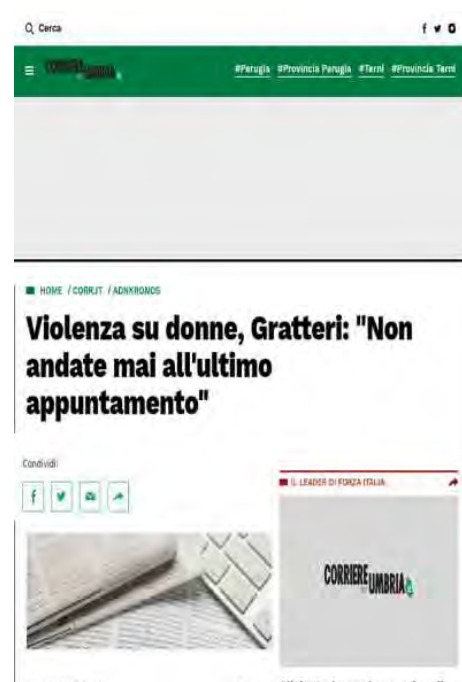 Cerca
CORRIERE UMBRIA
#Perugia #Provincia Perugia #Terni #Provincia Terni
HOME / CORR.IT / ADNKRONOS
Violenza su donne, Gratteri: "Non
andate mai all'ultimo
appuntamento"
Condividi:
IL LEADER DI FORZA ITALIA
CORRIERE UMBRIA